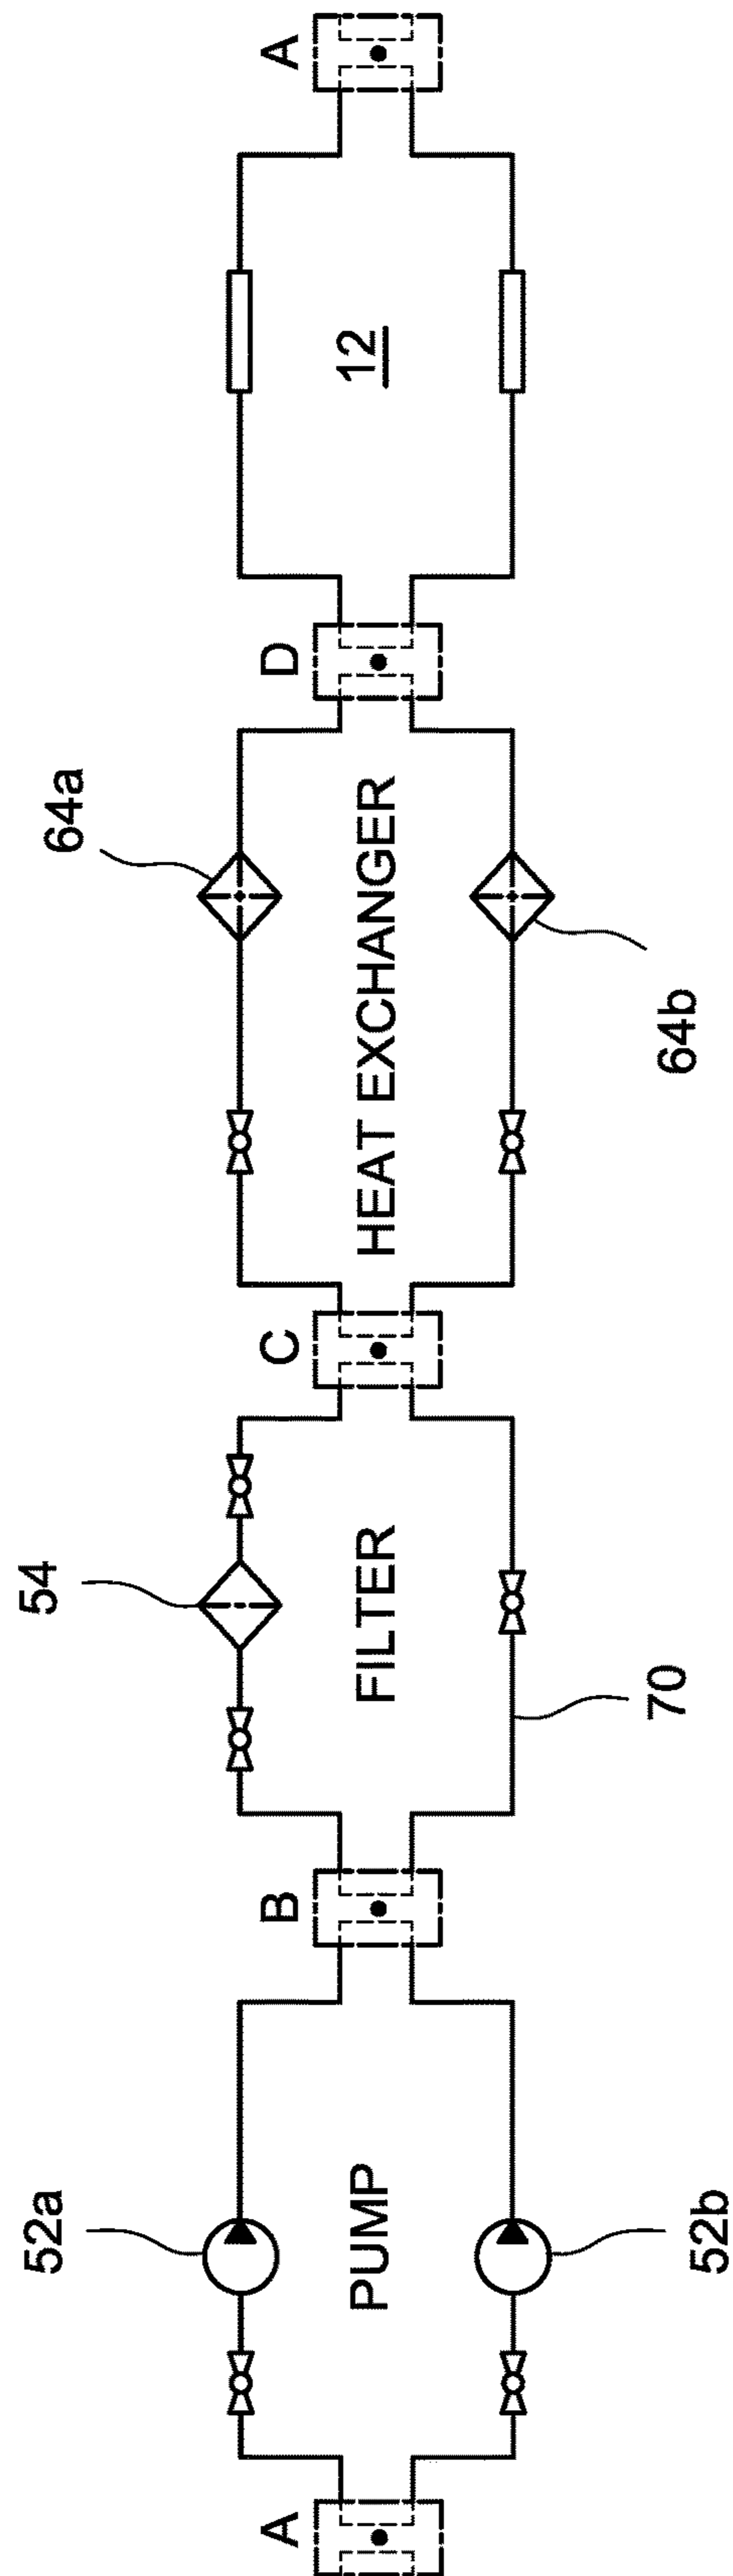 A
52a
PUMP
52b
B
54
FILTER
70
C
64a
HEAT EXCHANGER
64b
D
12
A